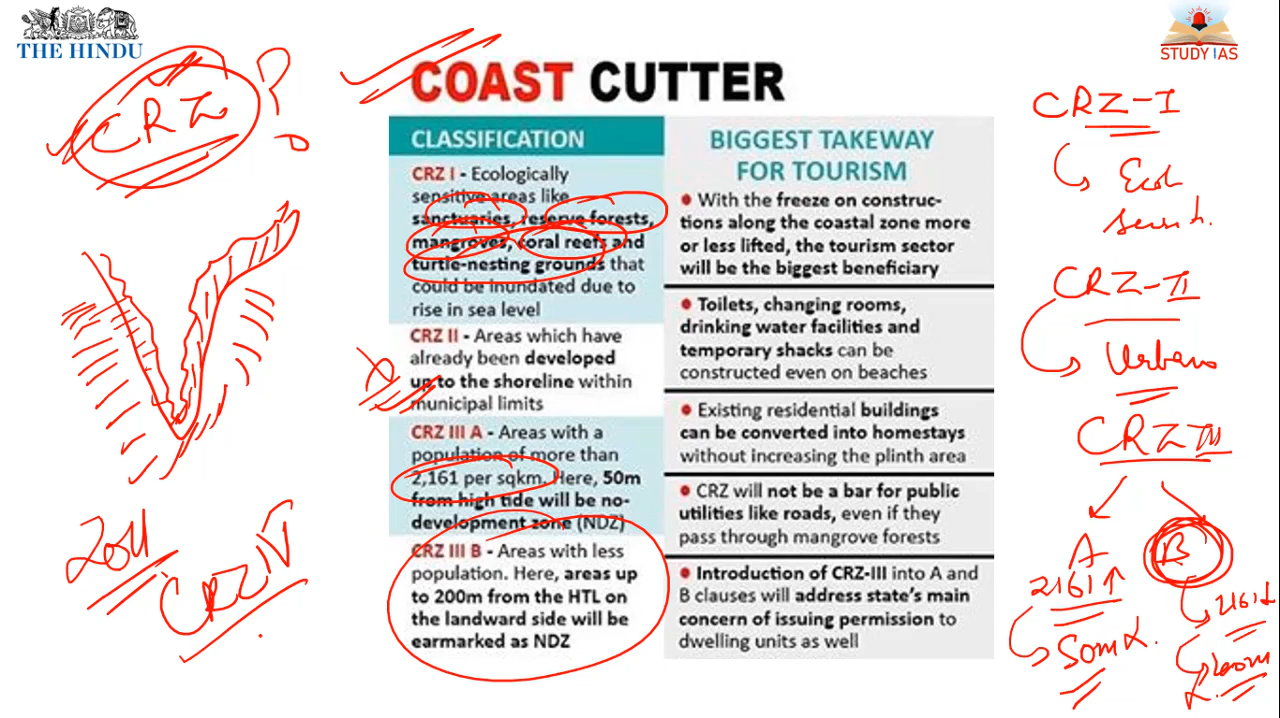 THE HINDU
STUDY IAS
COAST CUTTER
CLASSIFICATION
CRZ I - Ecologically
sensitive areas like
sanctuaries, reserve forests,
mangroves, coral reefs and
turtle-nesting grounds that
could be inundated due to
rise in sea level
CRZ II - Areas which have
already been developed
up to the shoreline within
municipal limits
CRZ III A - Areas with a
population of more than
2,161 per sqkm. Here, 50m
from high tide will be no-
development zone (NDZ)
CRZ III B - Areas with less
population. Here, areas up
to 200m from the HTL on
the landward side will be
earmarked as NDZ
BIGGEST TAKEWAY
FOR TOURISM
• With the freeze on construc-
tions along the coastal zone more
or less lifted, the tourism sector
will be the biggest beneficiary
• Toilets, changing rooms,
drinking water facilities and
temporary shacks can be
constructed even on beaches
• Existing residential buildings
can be converted into homestays
without increasing the plinth area
• CRZ will not be a bar for public
utilities like roads, even if they
pass through mangrove forests
• Introduction of CRZ-III into A and
B clauses will address state's main
concern of issuing permission to
dwelling units as well
CRZ ?
2011
CRZ IV
CRZ-I
CRZ-II
Urban
CRZ III
A B
2161↑
2161↓
50m
200m